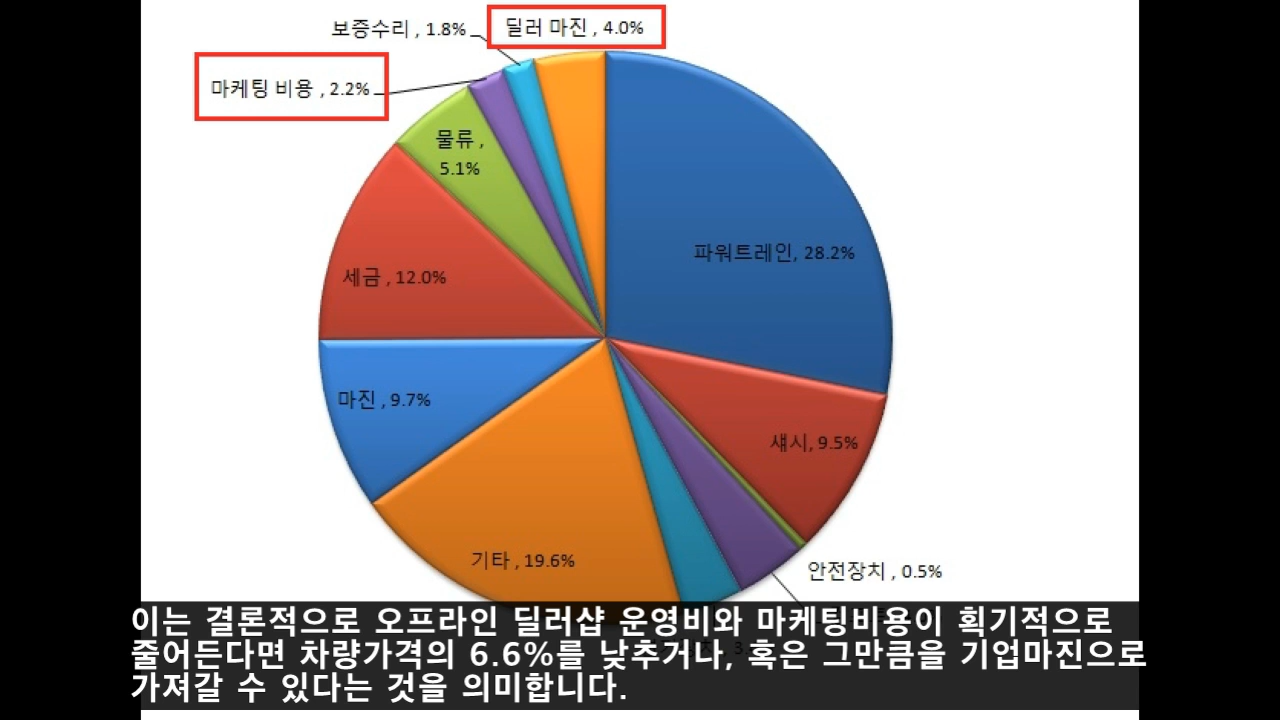 보증수리 , 1.8%
딜러 마진 , 4.0%
마케팅 비용 , 2.2%
물류 ,
5.1%
파워트레인, 28.2%
세금 , 12.0%
마진 , 9.7%
섀시, 9.5%
기타 , 19.6%
안전장치 , 0.5%
이는 결론적으로 오프라인 딜러샵 운영비와 마케팅비용이 획기적으로
줄어든다면 차량가격의 6.6%를 낮추거나, 혹은 그만큼을 기업마진으로
가져갈 수 있다는 것을 의미합니다.